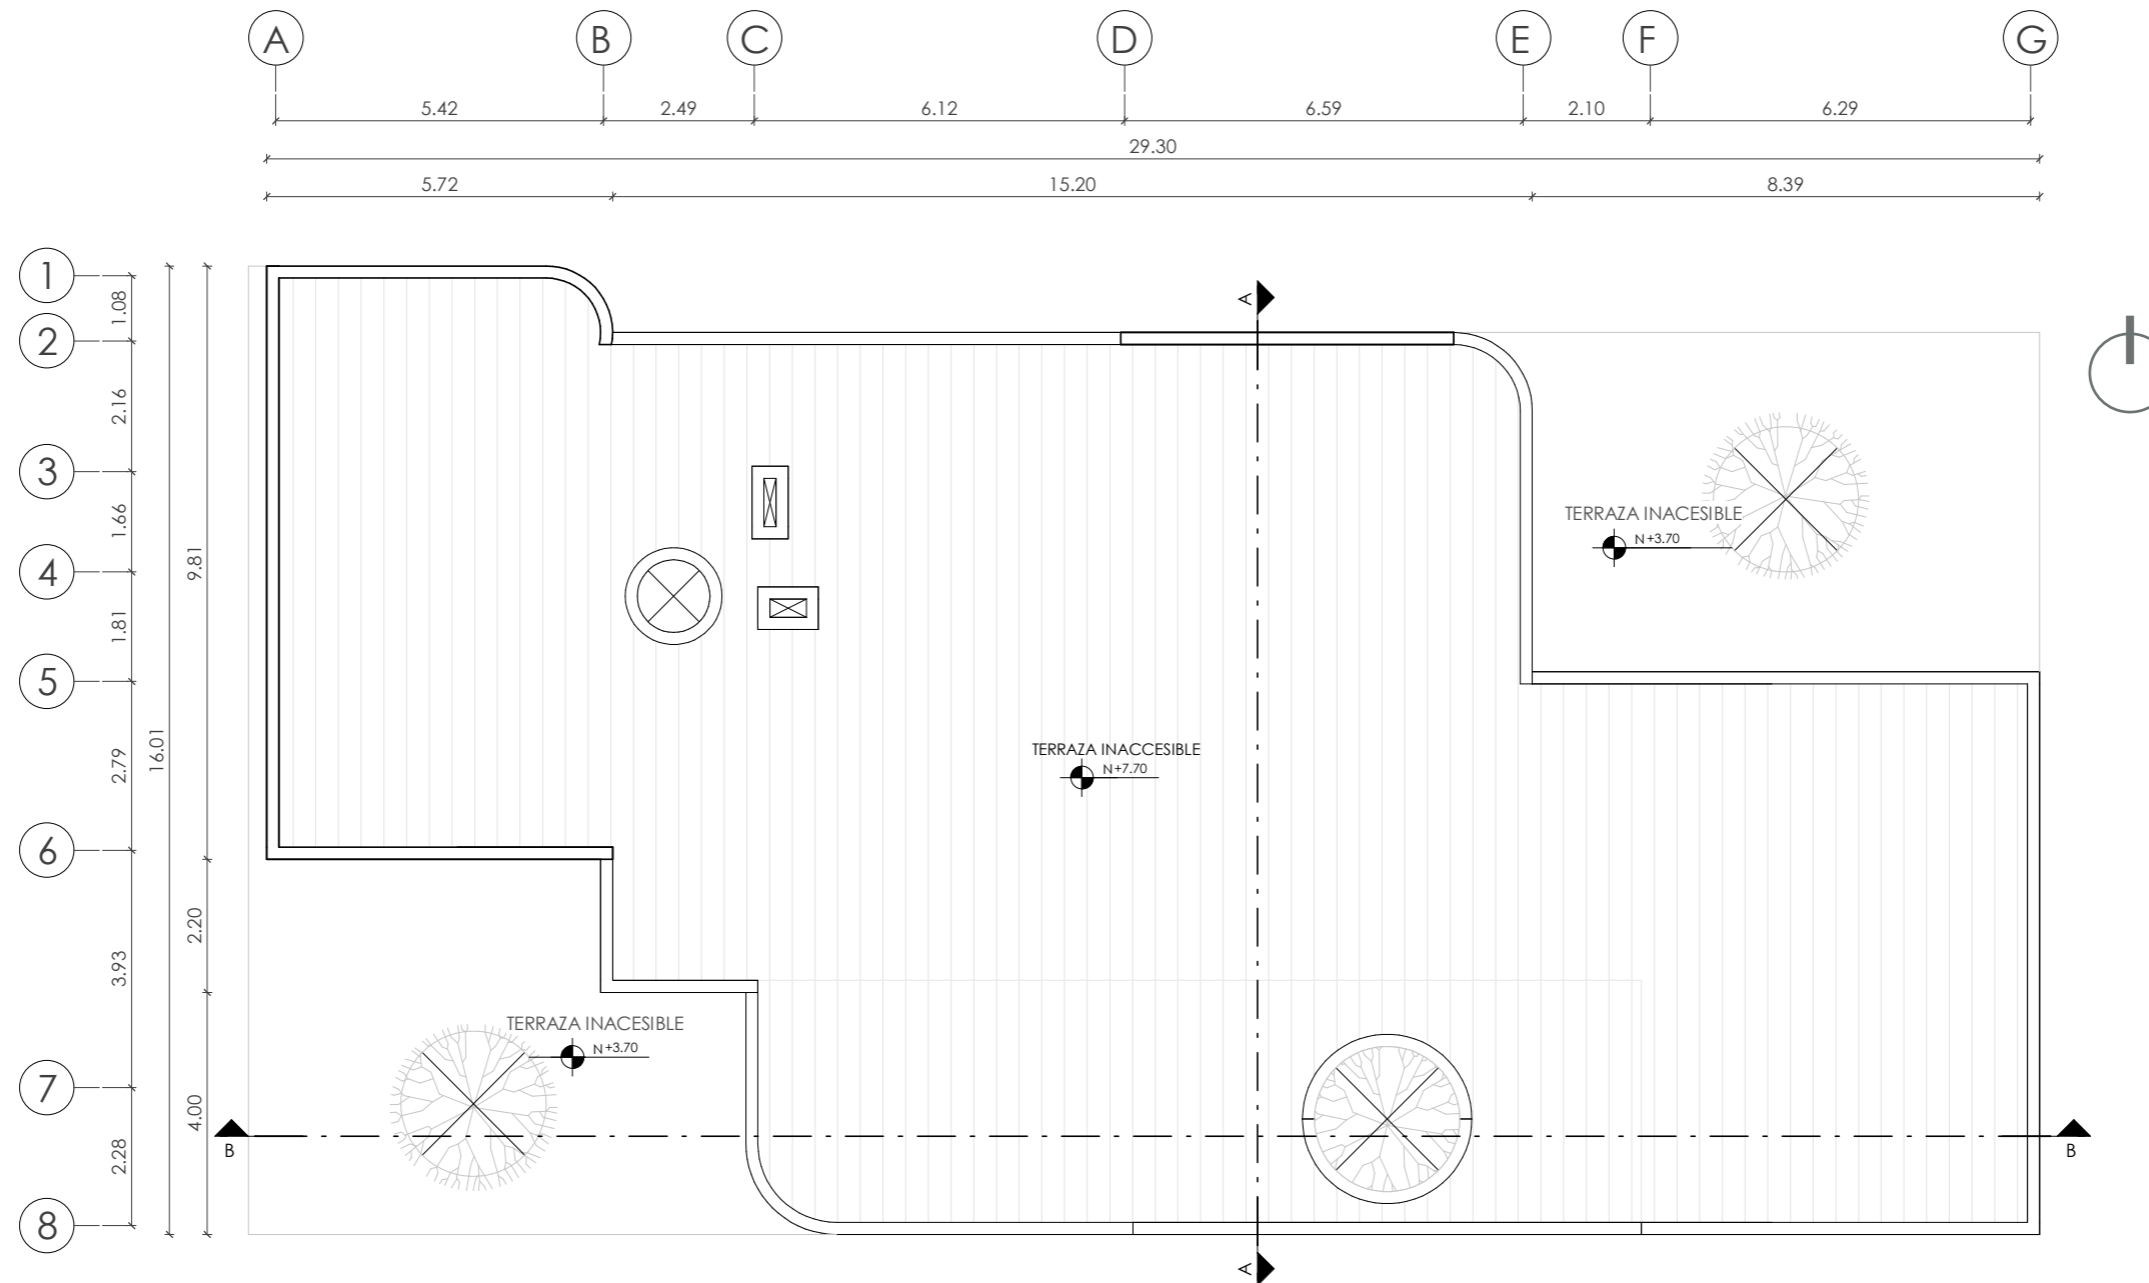 A B C D E F G
5.42 2.49 6.12 6.59 2.10 6.29
29.30
5.72 15.20 8.39
1
2
3
4
5
6
7
8
1.08
2.16
1.66
1.81
2.79
3.93
2.28
16.01
9.81
2.20
4.00
A
TERRAZA INACESIBLE
N+3.70
TERRAZA INACCESIBLE
N+7.70
TERRAZA INACESIBLE
N+3.70
B
B
A